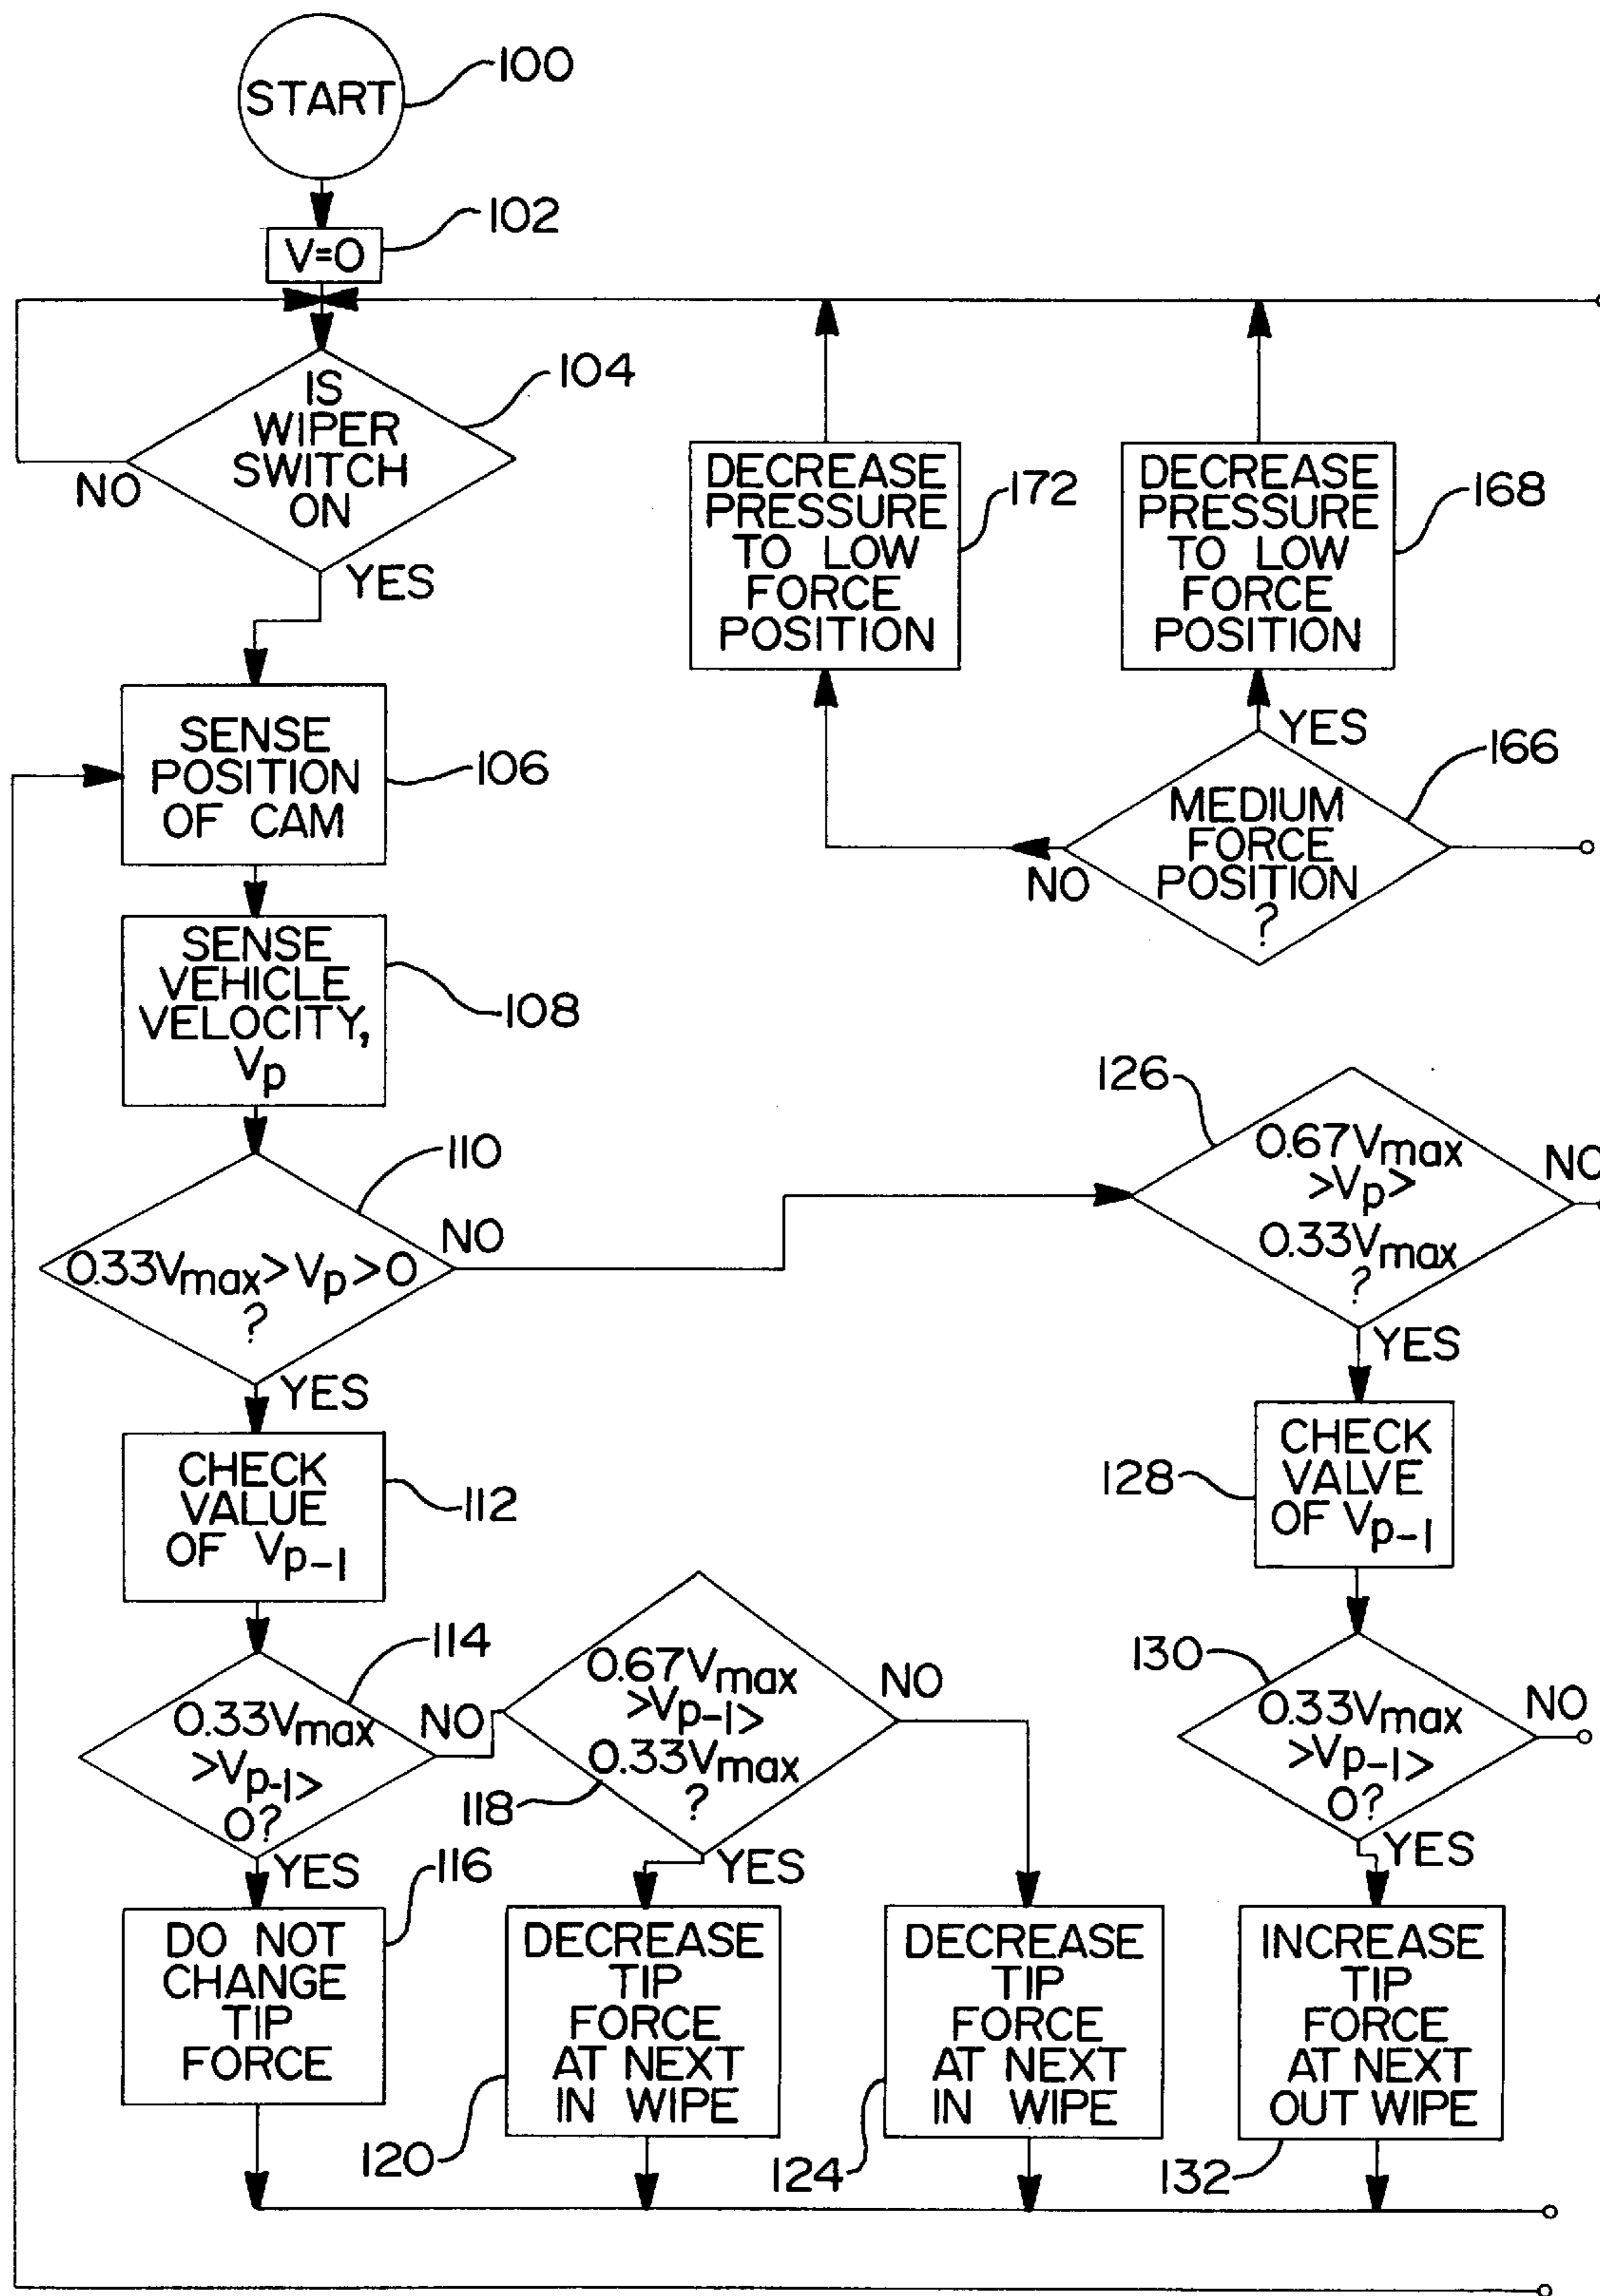 START
100
V=0
102
IS
WIPER
SWITCH
ON
104
NO
YES
DECREASE
PRESSURE
TO LOW
FORCE
POSITION
172
DECREASE
PRESSURE
TO LOW
FORCE
POSITION
168
YES
MEDIUM
FORCE
POSITION
?
166
NO
SENSE
POSITION
OF CAM
106
SENSE
VEHICLE
VELOCITY,
Vp
108
110
0.33Vmax>Vp>0
?
NO
YES
126
0.67Vmax
>Vp>
0.33Vmax
?
NO
YES
CHECK
VALUE
OF Vp-1
112
CHECK
VALVE
OF Vp-1
128
114
0.33Vmax
>Vp-1>
0?
NO
YES
0.67Vmax
>Vp-1>
0.33Vmax
?
118
NO
YES
130
0.33Vmax
>Vp-1>
0?
NO
YES
116
DO NOT
CHANGE
TIP
FORCE
DECREASE
TIP
FORCE
AT NEXT
IN WIPE
120
DECREASE
TIP
FORCE
AT NEXT
IN WIPE
124
INCREASE
TIP
FORCE
AT NEXT
OUT WIPE
132